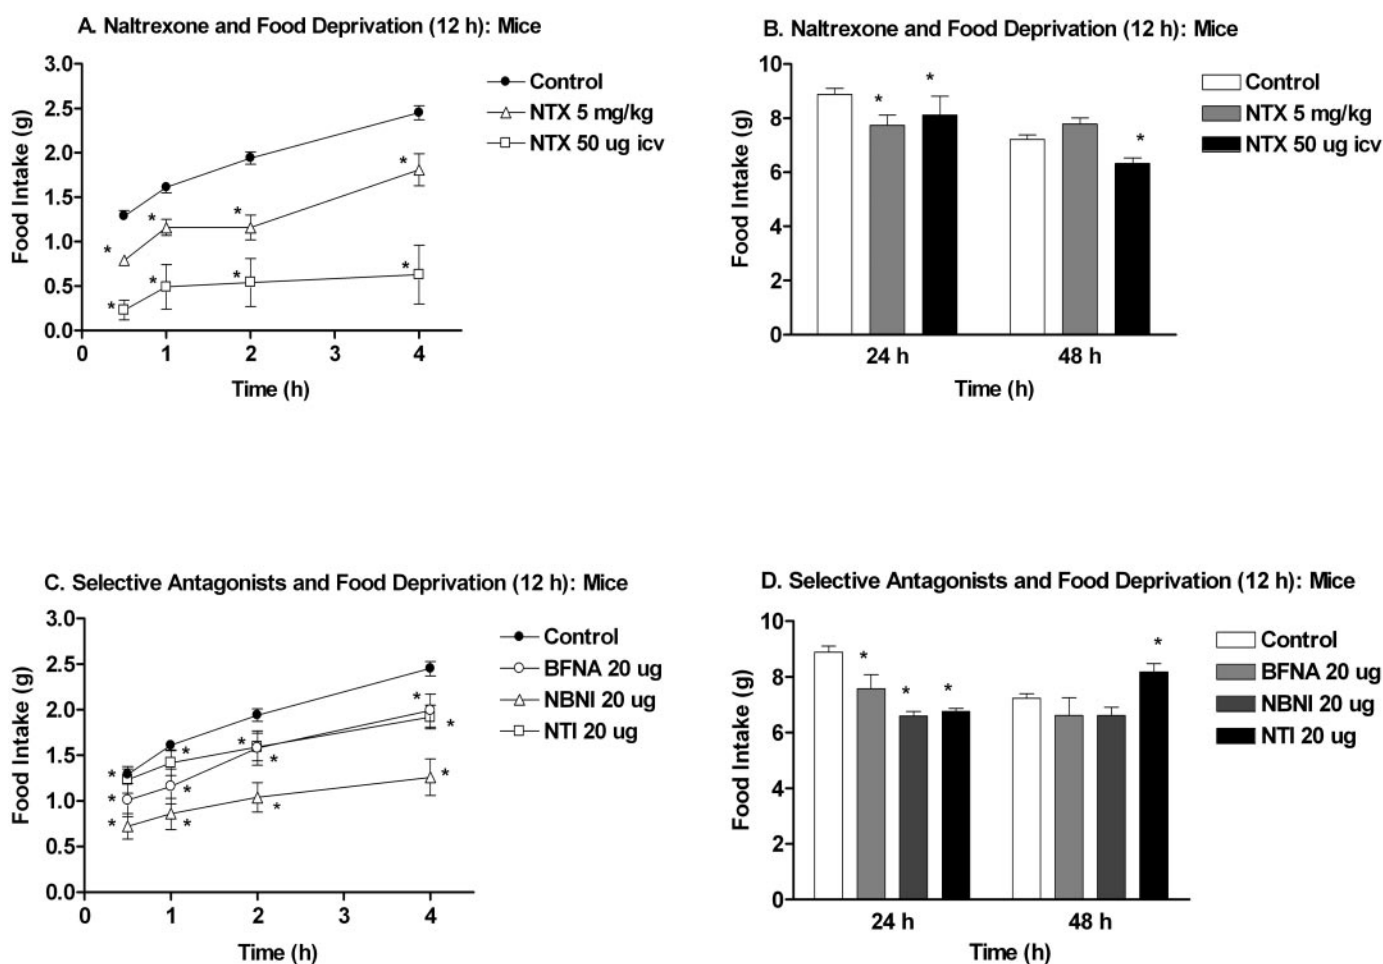 A. Naltrexone and Food Deprivation (12 h): Mice
3.0
2.5
2.0
1.5
1.0
0.5
0.0
Food Intake (g)
0 1 2 3 4
Time (h)
Control
NTX 5 mg/kg
NTX 50 ug icv
* * * *
* * * *
B. Naltrexone and Food Deprivation (12 h): Mice
10
8
6
4
2
0
Food Intake (g)
24 h 48 h
Time (h)
Control
NTX 5 mg/kg
NTX 50 ug icv
* * *
C. Selective Antagonists and Food Deprivation (12 h): Mice
3.0
2.5
2.0
1.5
1.0
0.5
0.0
Food Intake (g)
0 1 2 3 4
Time (h)
Control
BFNA 20 ug
NBNI 20 ug
NTI 20 ug
* * * *
* * * *
* * * *
D. Selective Antagonists and Food Deprivation (12 h): Mice
10
8
6
4
2
0
Food Intake (g)
24 h 48 h
Time (h)
Control
BFNA 20 ug
NBNI 20 ug
NTI 20 ug
* * * *